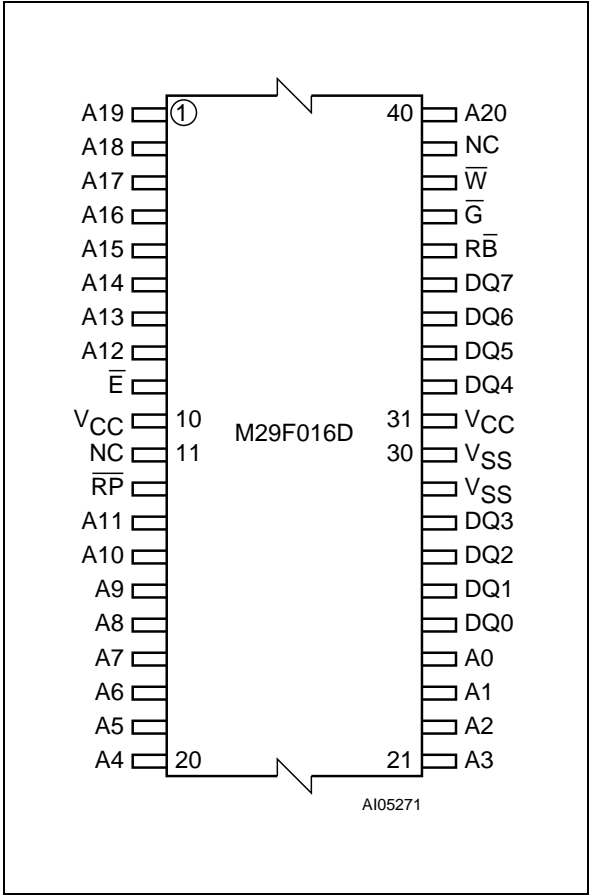 A19 1 40 A20
A18 NC
A17 W̅
A16 G̅
A15 RB̅
A14 DQ7
A13 DQ6
A12 DQ5
E̅ DQ4
VCC 10 31 VCC
M29F016D
NC 11 30 VSS
R̅P̅ VSS
A11 DQ3
A10 DQ2
A9 DQ1
A8 DQ0
A7 A0
A6 A1
A5 A2
A4 20 21 A3
AI05271